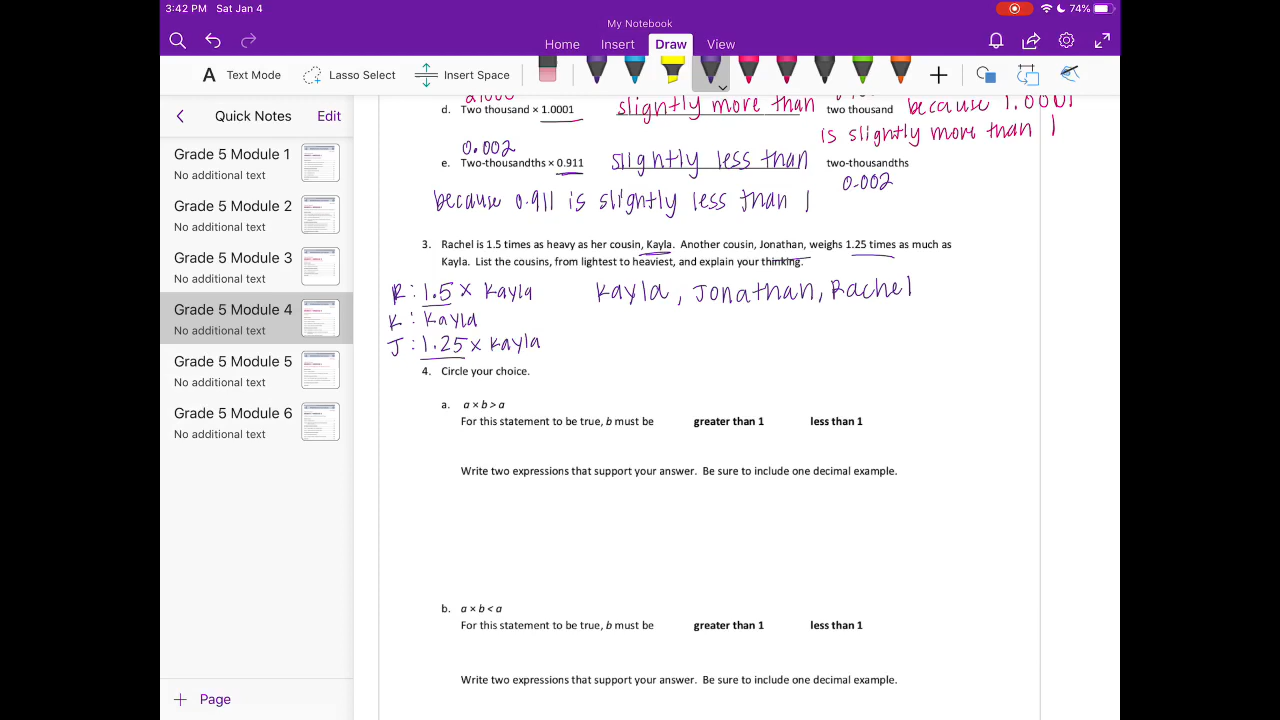 3:42 PM Sat Jan 4
74%
My Notebook
Home Insert Draw View
Text Mode Lasso Select Insert Space
Quick Notes Edit
Grade 5 Module 1
No additional text
Grade 5 Module 2
No additional text
Grade 5 Module 3
No additional text
Grade 5 Module 4
No additional text
Grade 5 Module 5
No additional text
Grade 5 Module 6
No additional text
Page
d. Two thousand × 1.0001 slightly more than two thousand because 1.0001
is slightly more than 1
0.002
e. Two-thousandths × 0.911 slightly less than two-thousandths
0.002
because 0.911 is slightly less than 1
3. Rachel is 1.5 times as heavy as her cousin, Kayla. Another cousin, Jonathan, weighs 1.25 times as much as
Kayla. List the cousins, from lightest to heaviest, and explain your thinking.
R: 1.5 × Kayla Kayla, Jonathan, Rachel
K: Kayla
J: 1.25 × Kayla
4. Circle your choice.
a. a × b > a
For this statement to be true, b must be greater than 1 less than 1
Write two expressions that support your answer. Be sure to include one decimal example.
b. a × b < a
For this statement to be true, b must be greater than 1 less than 1
Write two expressions that support your answer. Be sure to include one decimal example.